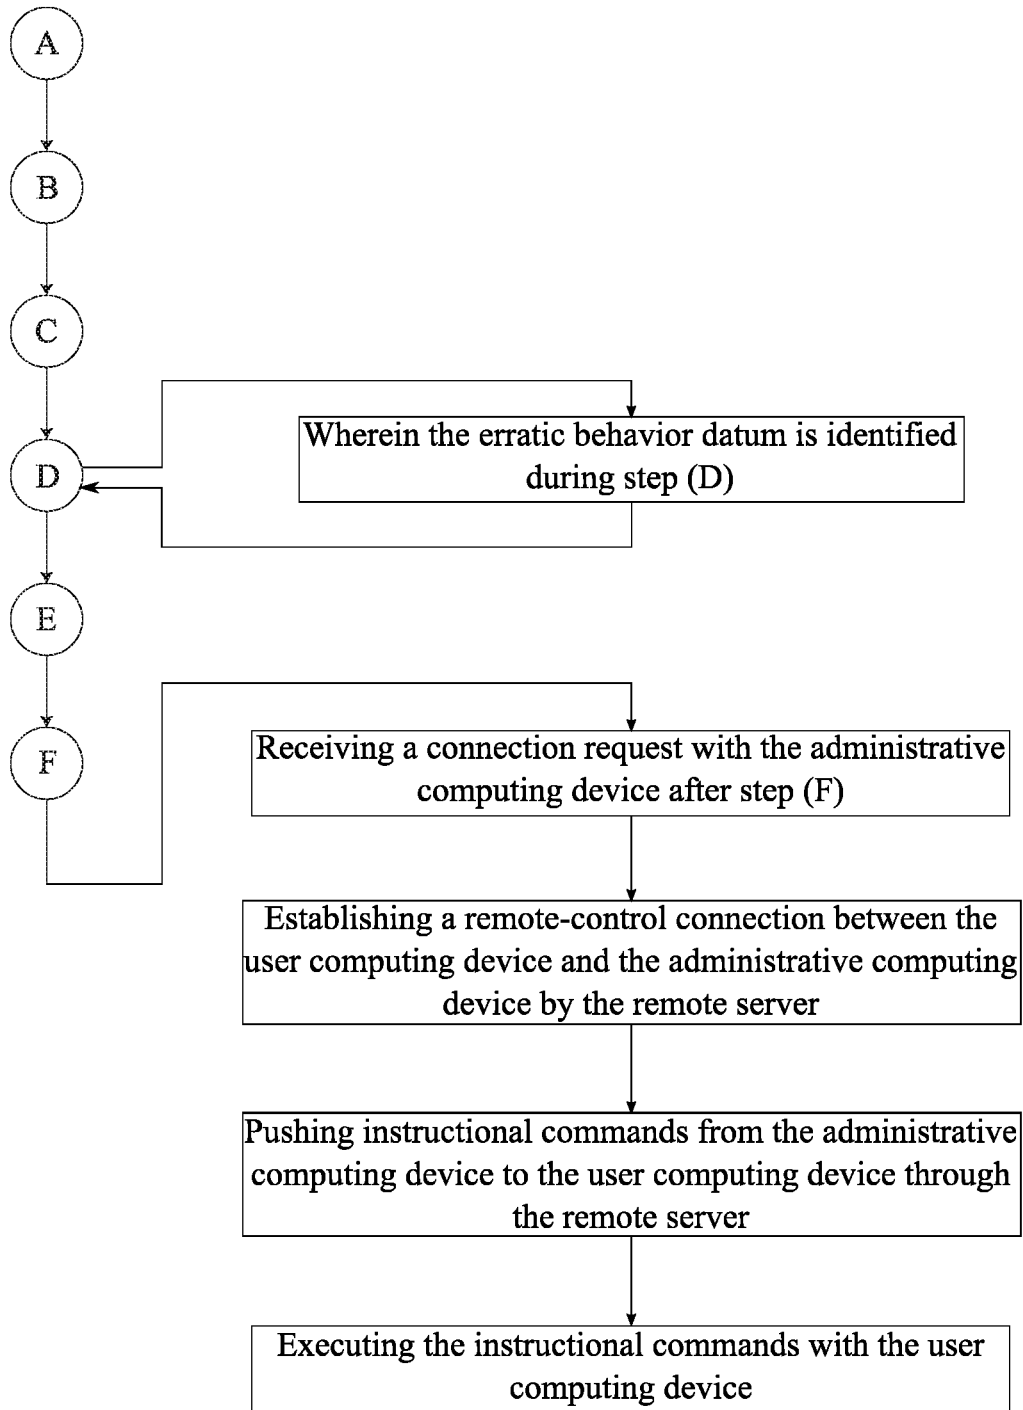 A
B
C
D
Wherein the erratic behavior datum is identified
during step (D)
E
F
Receiving a connection request with the administrative
computing device after step (F)
Establishing a remote-control connection between the
user computing device and the administrative computing
device by the remote server
Pushing instructional commands from the administrative
computing device to the user computing device through
the remote server
Executing the instructional commands with the user
computing device